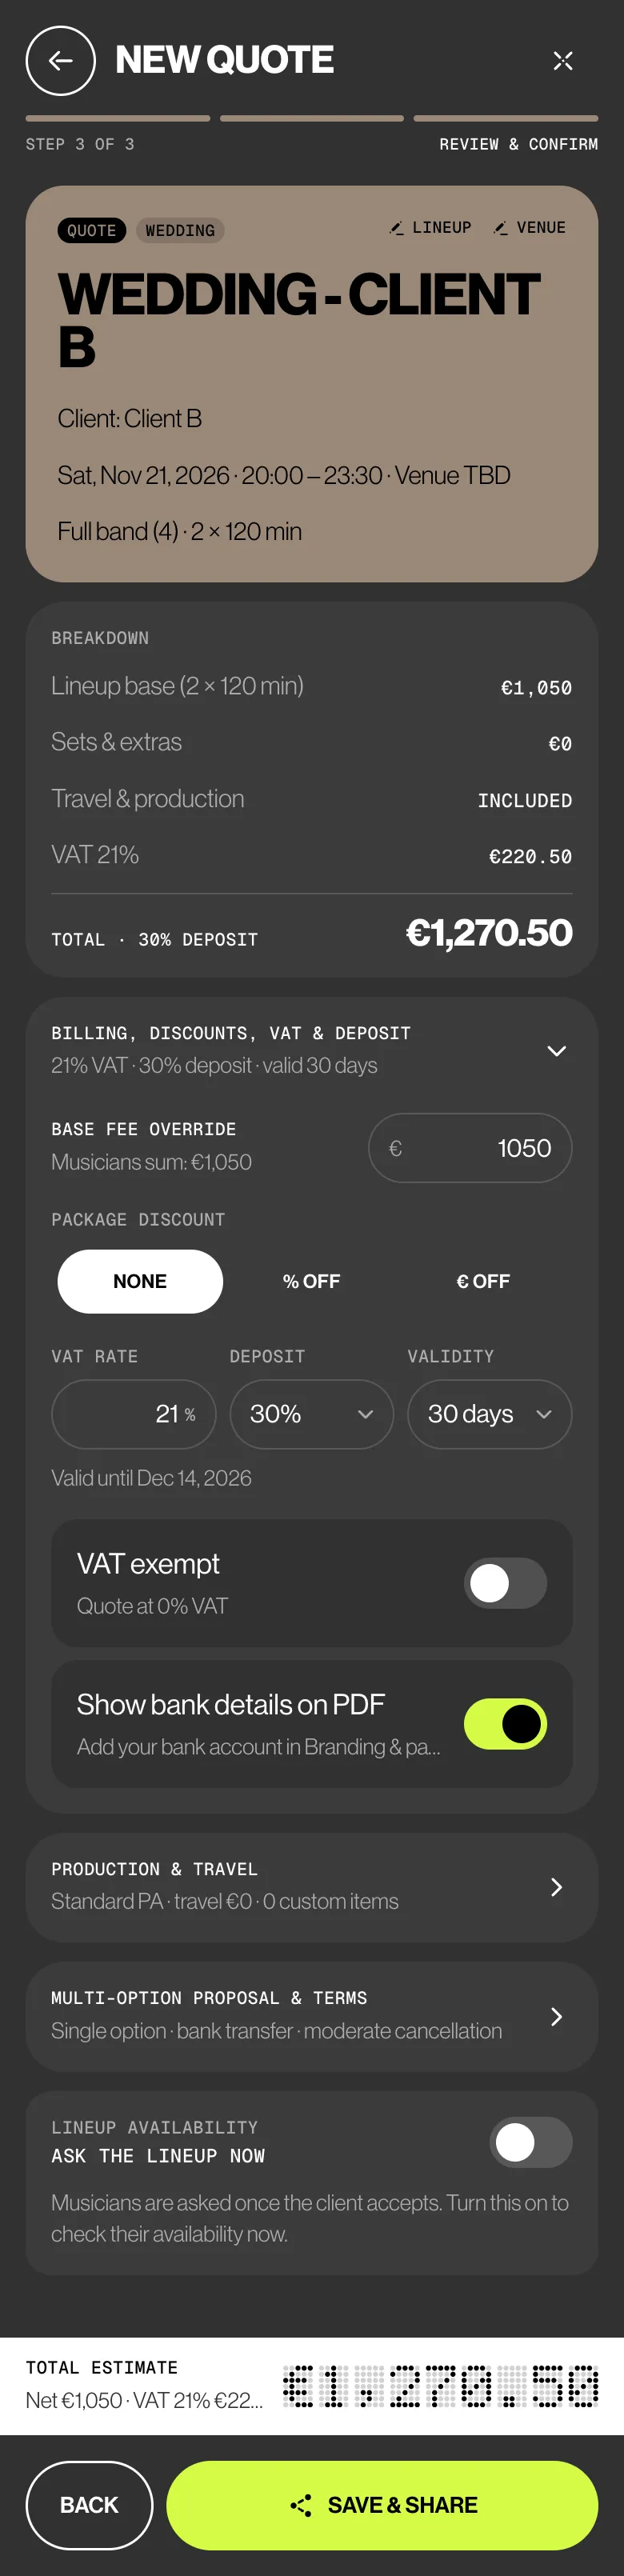 NEW QUOTE
STEP 3 OF 3
REVIEW & CONFIRM
QUOTE
WEDDING
LINEUP
VENUE
WEDDING - CLIENT
B
Client: Client B
Sat, Nov 21, 2026 · 20:00 – 23:30 · Venue TBD
Full band (4) · 2 × 120 min
BREAKDOWN
Lineup base (2 × 120 min) €1,050
Sets & extras €0
Travel & production INCLUDED
VAT 21% €220.50
TOTAL · 30% DEPOSIT €1,270.50
BILLING, DISCOUNTS, VAT & DEPOSIT
21% VAT · 30% deposit · valid 30 days
BASE FEE OVERRIDE
Musicians sum: €1,050
€ 1050
PACKAGE DISCOUNT
NONE % OFF € OFF
VAT RATE DEPOSIT VALIDITY
21 % 30% 30 days
Valid until Dec 14, 2026
VAT exempt
Quote at 0% VAT
Show bank details on PDF
Add your bank account in Branding & pa...
PRODUCTION & TRAVEL
Standard PA · travel €0 · 0 custom items
MULTI-OPTION PROPOSAL & TERMS
Single option · bank transfer · moderate cancellation
LINEUP AVAILABILITY
ASK THE LINEUP NOW
Musicians are asked once the client accepts. Turn this on to
check their availability now.
TOTAL ESTIMATE
Net €1,050 · VAT 21% €22...
€1,270.50
BACK
SAVE & SHARE